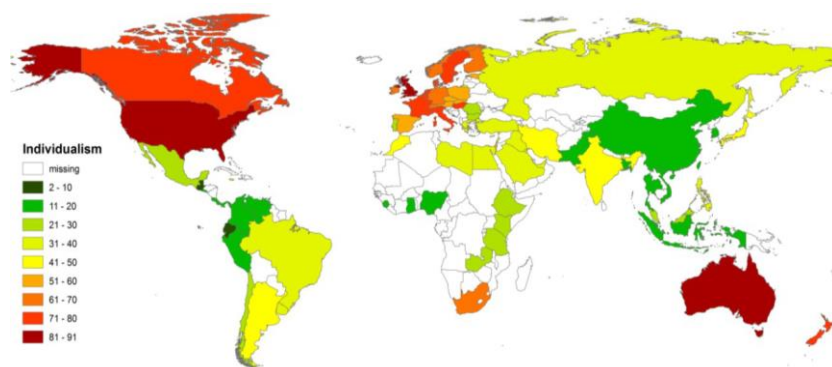 Individualism
missing
2 - 10
11 - 20
21 - 30
31 - 40
41 - 50
51 - 60
61 - 70
71 - 80
81 - 91